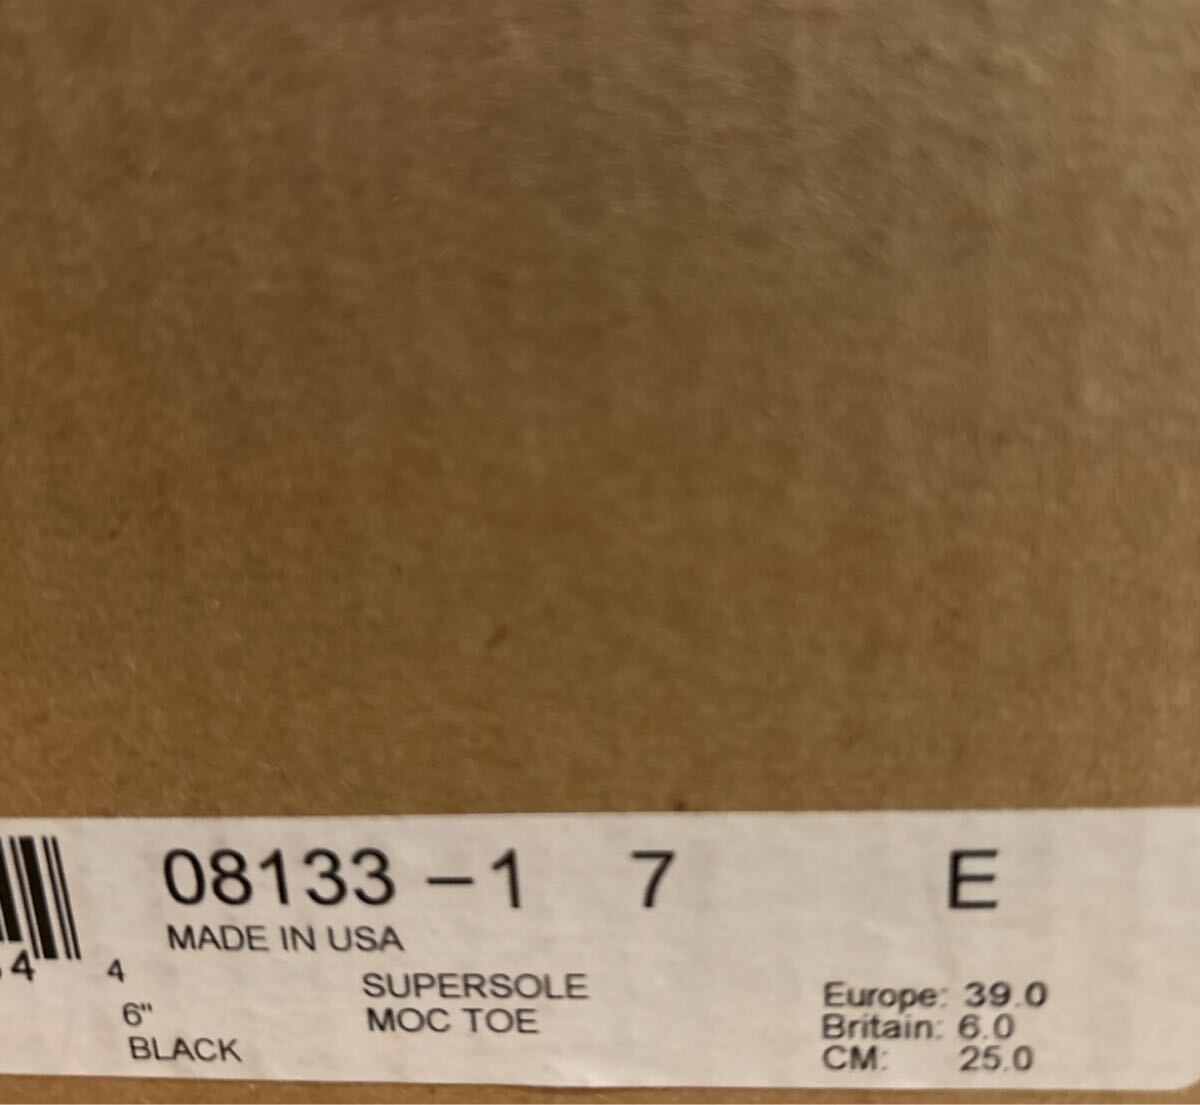 08133-1 7 E
MADE IN USA
4 4
6"
BLACK
SUPERSOLE
MOC TOE
Europe: 39.0
Britain: 6.0
CM: 25.0